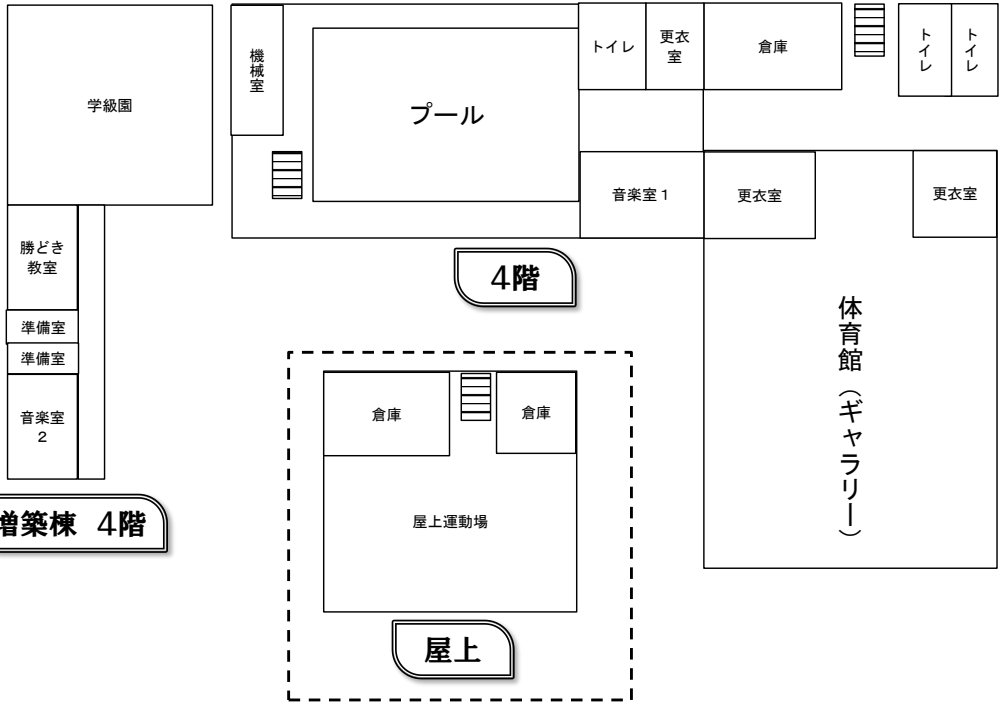 学級園
勝どき
教室
準備室
準備室
音楽室
2
増築棟 4階
機械室
プール
トイレ
更衣
室
倉庫
トイレ
トイレ
音楽室1
更衣室
更衣室
4階
体育館(ギャラリー)
倉庫
倉庫
屋上運動場
屋上